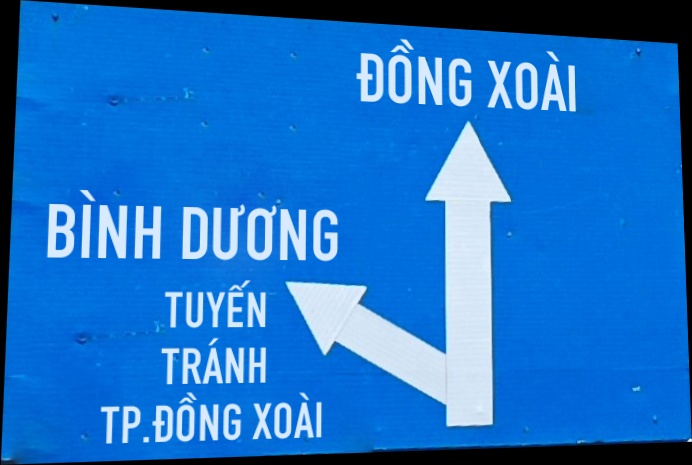 ĐỒNG XOÀI
BÌNH DƯƠNG
TUYẾN
TRÁNH
TP.ĐỒNG XOÀI